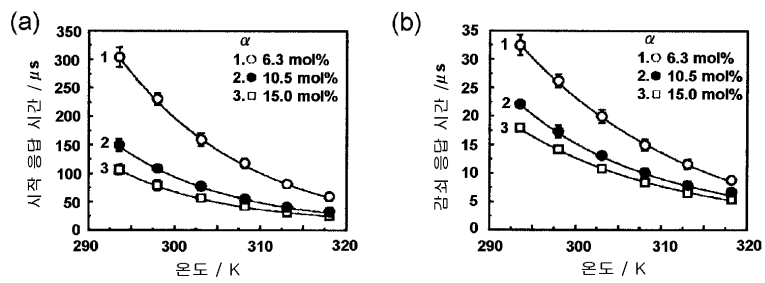 (a)
시작 응답 시간 /μs
350
300
250
200
150
100
50
0
290
300
310
320
온도 / K
α
1.○ 6.3 mol%
2.● 10.5 mol%
3.□ 15.0 mol%
1
2
3
(b)
감쇠 응답 시간 /μs
35
30
25
20
15
10
5
0
290
300
310
320
온도 / K
α
1.○ 6.3 mol%
2.● 10.5 mol%
3.□ 15.0 mol%
1
2
3